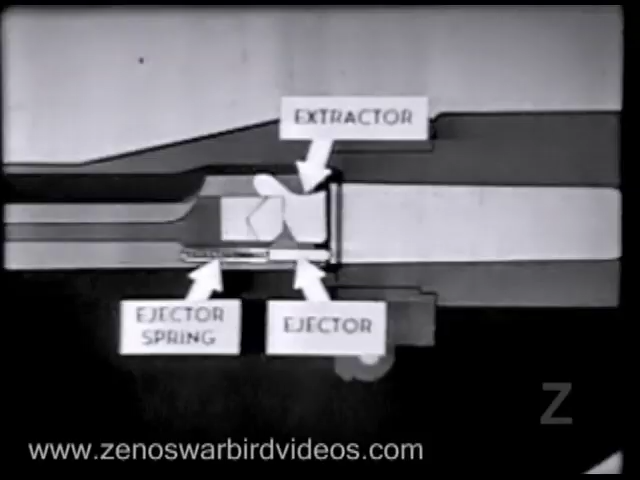 EXTRACTOR
EJECTOR
SPRING
EJECTOR
Z
www.zenoswarbirdvideos.com